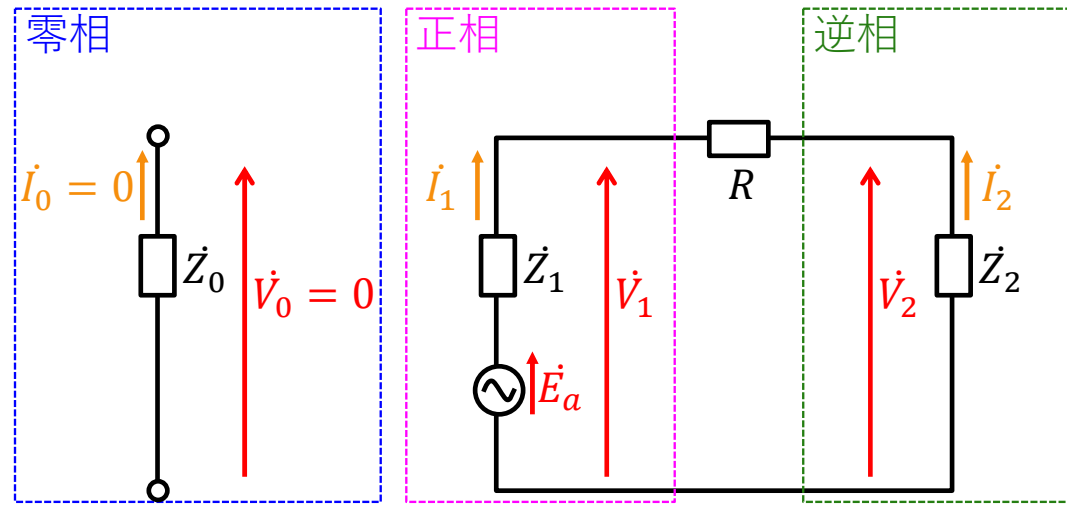 零相
İ₀ = 0
Ż₀
V̇₀ = 0
正相
İ₁
Ż₁
Ėₐ
V̇₁
R
逆相
V̇₂
İ₂
Ż₂